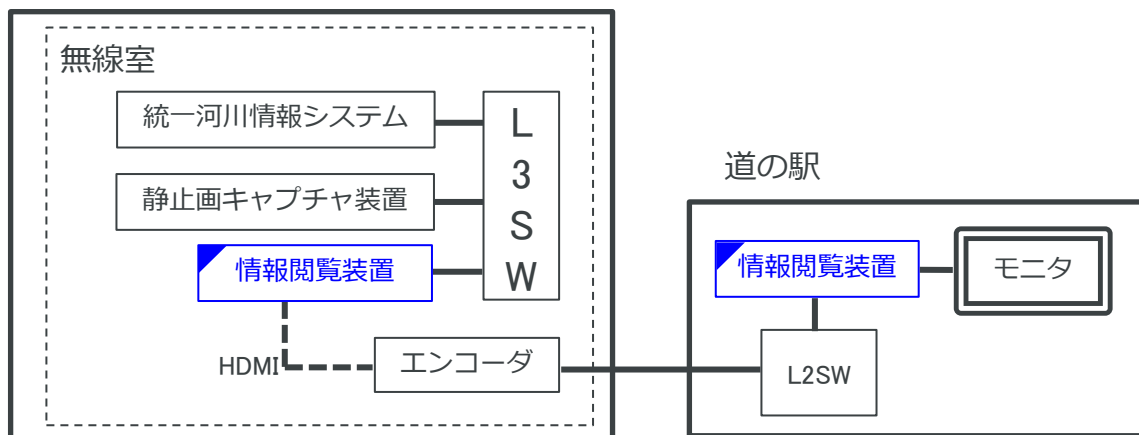 無線室
統一河川情報システム
静止画キャプチャ装置
情報閲覧装置
L
3
S
W
HDMI
エンコーダ
道の駅
情報閲覧装置
モニタ
L2SW